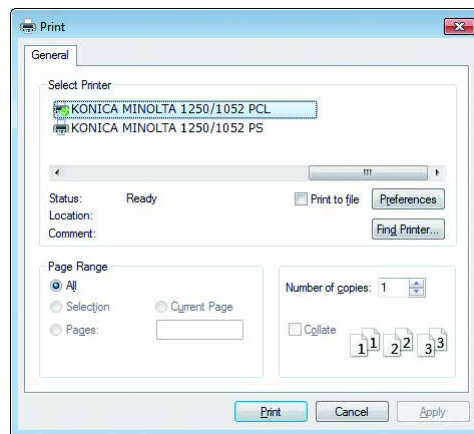 Print
General
Select Printer
KONICA MINOLTA 1250/1052 PCL
KONICA MINOLTA 1250/1052 PS
Status: Ready
Print to file
Preferences
Location:
Comment:
Find Printer...
Page Range
All
Selection
Current Page
Pages:
Number of copies: 1
Collate
1 1 2 2 3 3
Print
Cancel
Apply